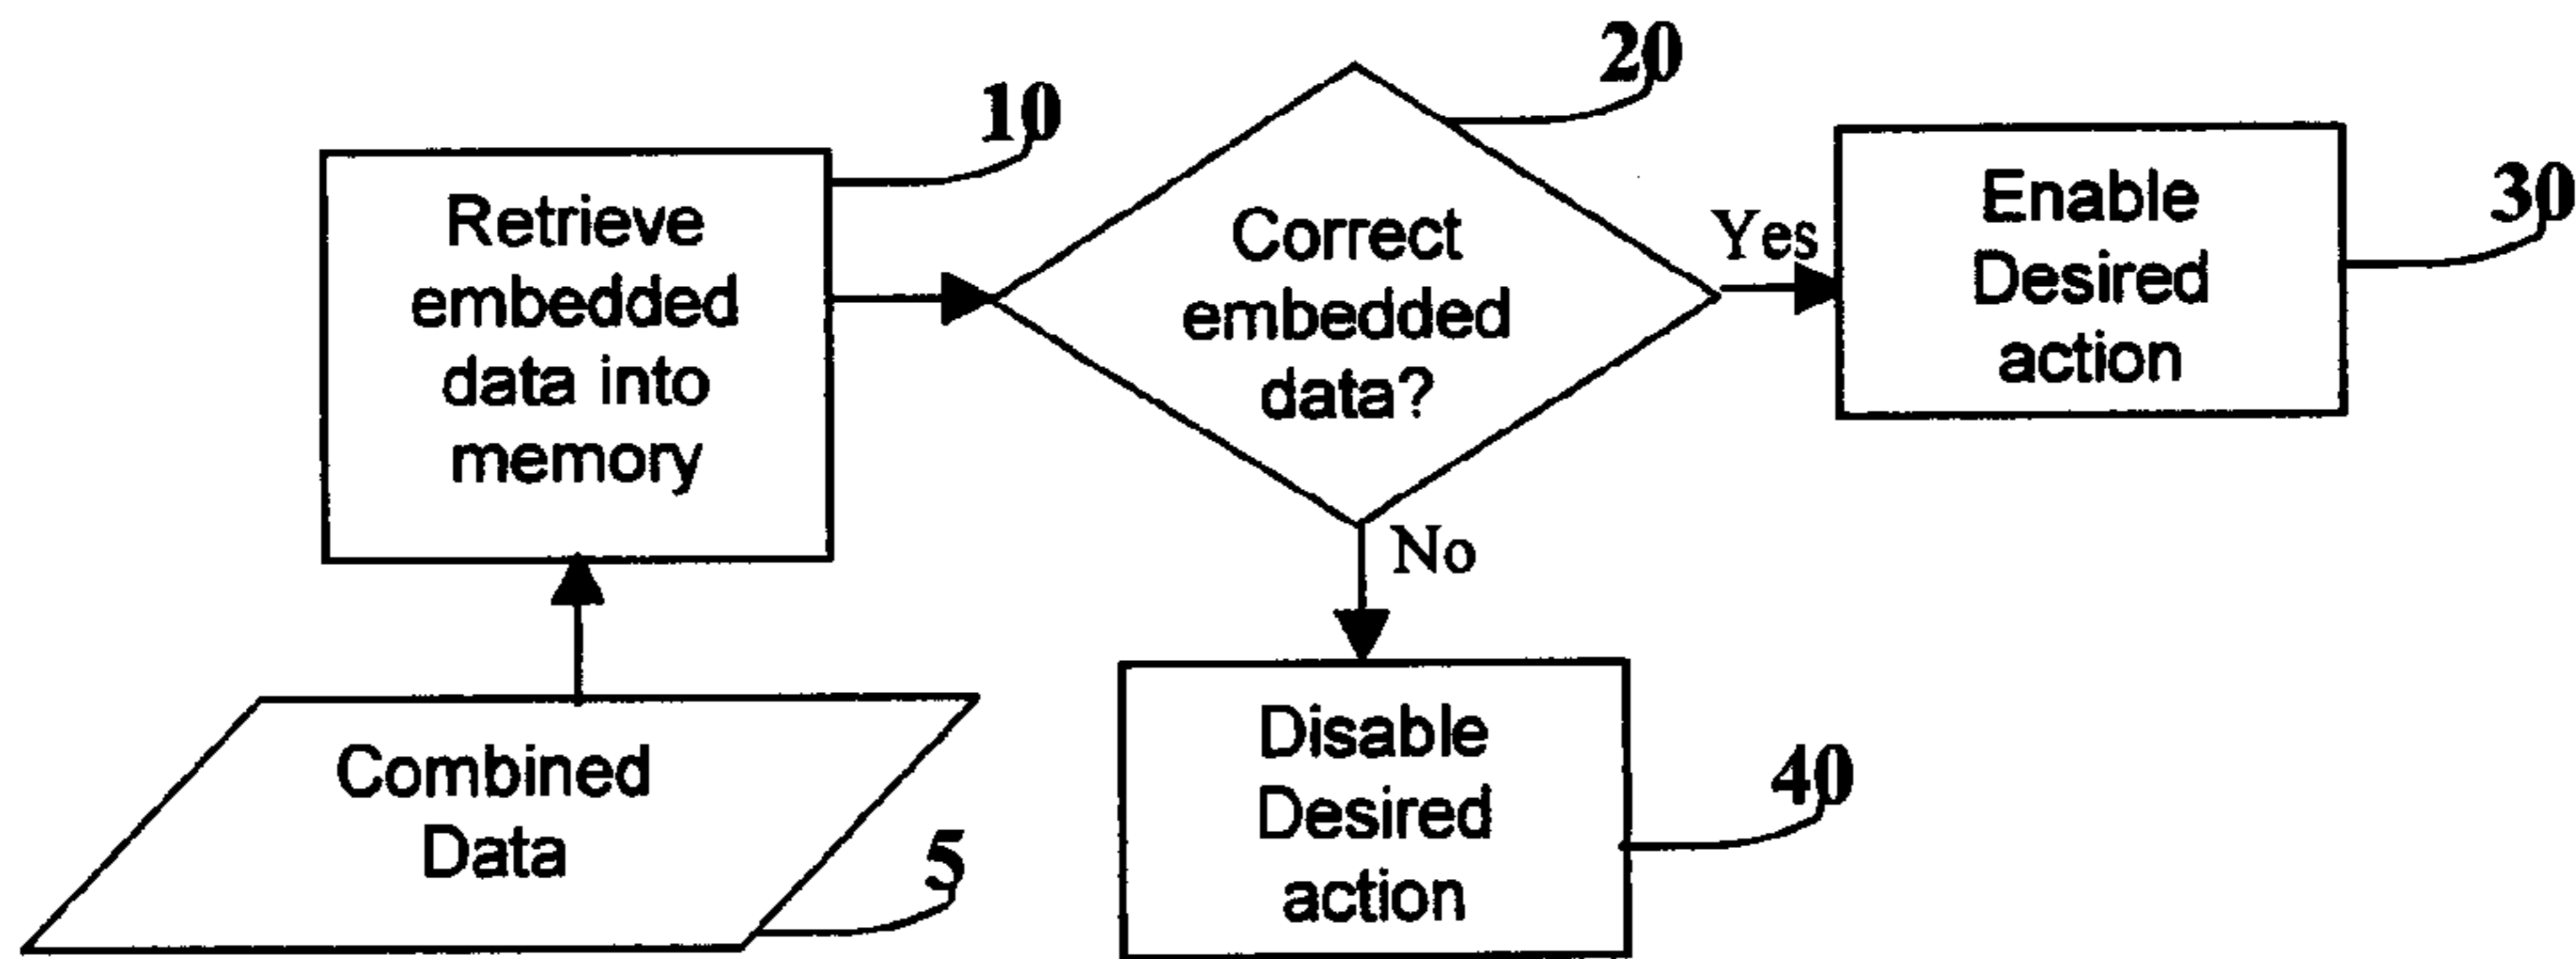 10
Retrieve
embedded
data into
memory
20
Correct
embedded
data?
Yes
Enable
Desired
action
30
No
Combined
Data
5
Disable
Desired
action
40